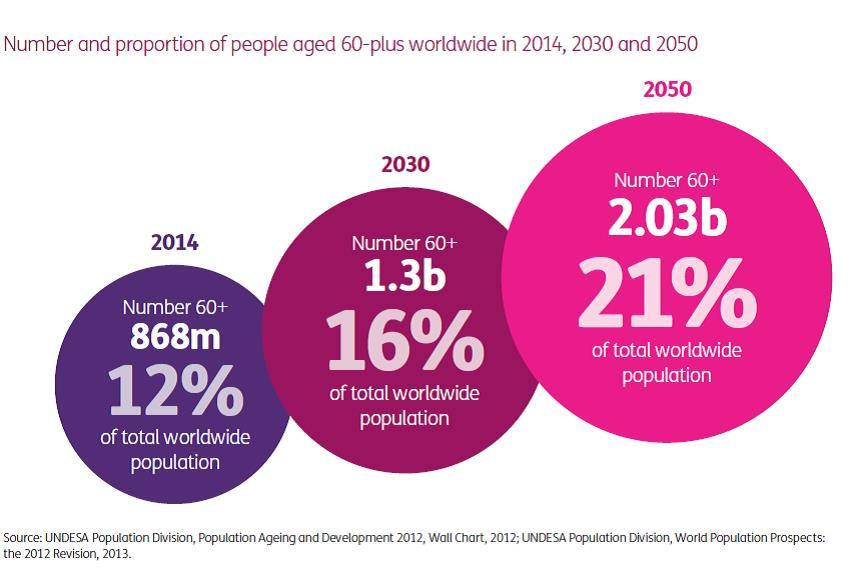 Number and proportion of people aged 60-plus worldwide in 2014, 2030 and 2050
2014
Number 60+
868m
12%
of total worldwide
population
2030
Number 60+
1.3b
16%
of total worldwide
population
2050
Number 60+
2.03b
21%
of total worldwide
population
Source: UNDESA Population Division, Population Ageing and Development 2012, Wall Chart, 2012; UNDESA Population Division, World Population Prospects:
the 2012 Revision, 2013.